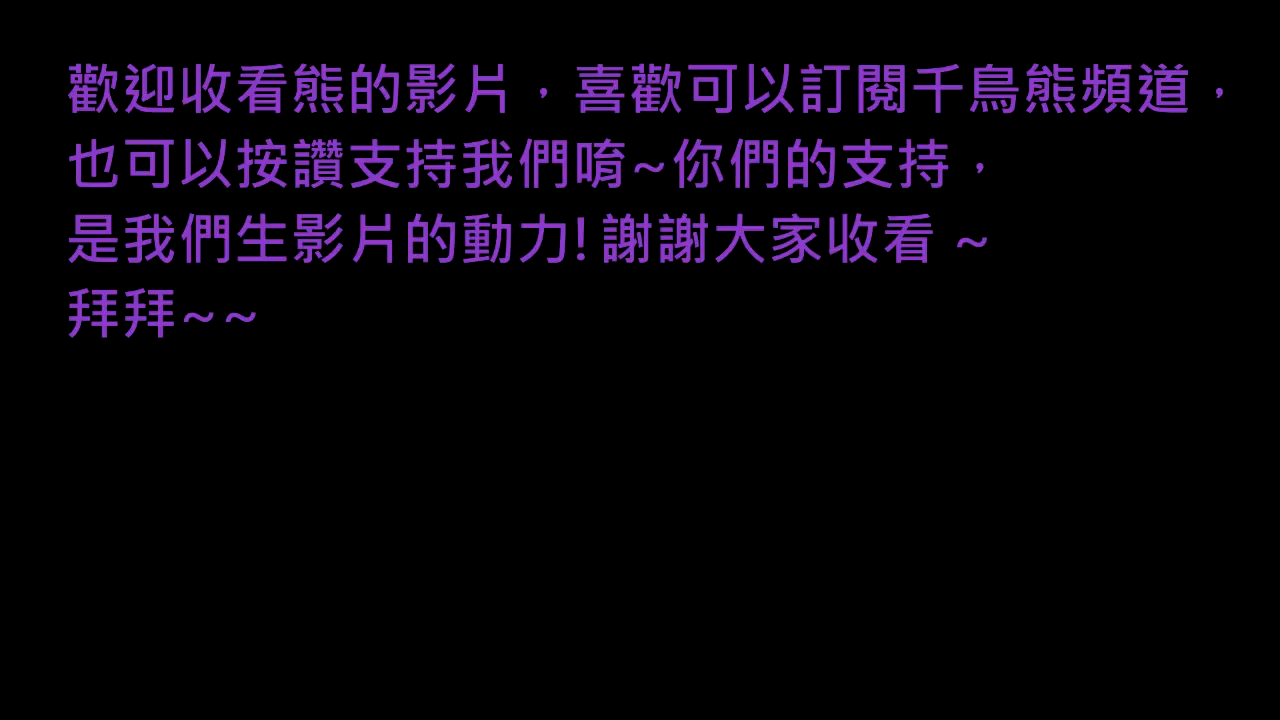 歡迎收看熊的影片，喜歡可以訂閱千鳥熊頻道，
也可以按讚支持我們唷~你們的支持，
是我們生影片的動力! 謝謝大家收看 ~
拜拜~~